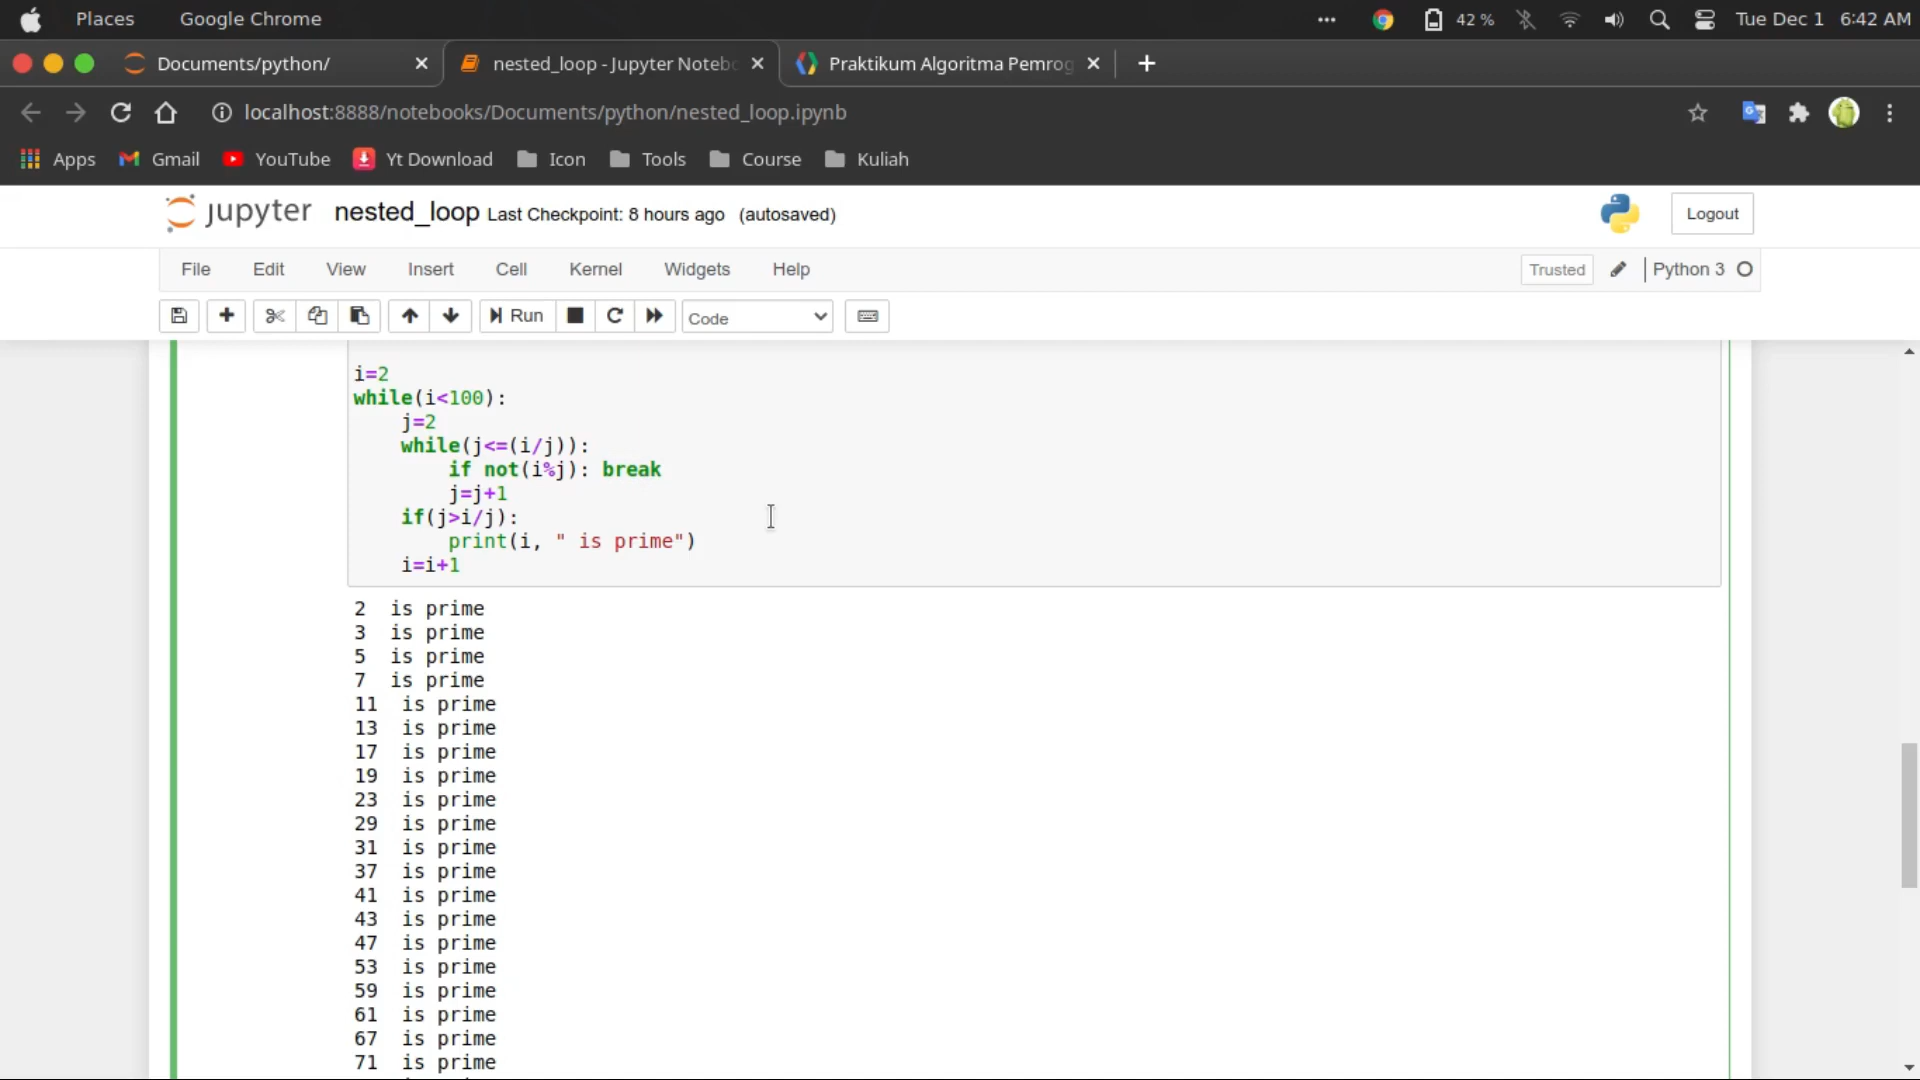 Places Google Chrome 42 % Tue Dec 1 6:42 AM
Documents/python/ nested_loop - Jupyter Notebo Praktikum Algoritma Pemrog
localhost:8888/notebooks/Documents/python/nested_loop.ipynb
Apps Gmail YouTube Yt Download Icon Tools Course Kuliah
jupyter nested_loop Last Checkpoint: 8 hours ago (autosaved) Logout
File Edit View Insert Cell Kernel Widgets Help Trusted Python 3
Run Code
i=2
while(i<100):
    j=2
    while(j<=(i/j)):
        if not(i%j): break
        j=j+1
    if(j>i/j):
        print(i, " is prime")
    i=i+1
2  is prime
3  is prime
5  is prime
7  is prime
11  is prime
13  is prime
17  is prime
19  is prime
23  is prime
29  is prime
31  is prime
37  is prime
41  is prime
43  is prime
47  is prime
53  is prime
59  is prime
61  is prime
67  is prime
71  is prime